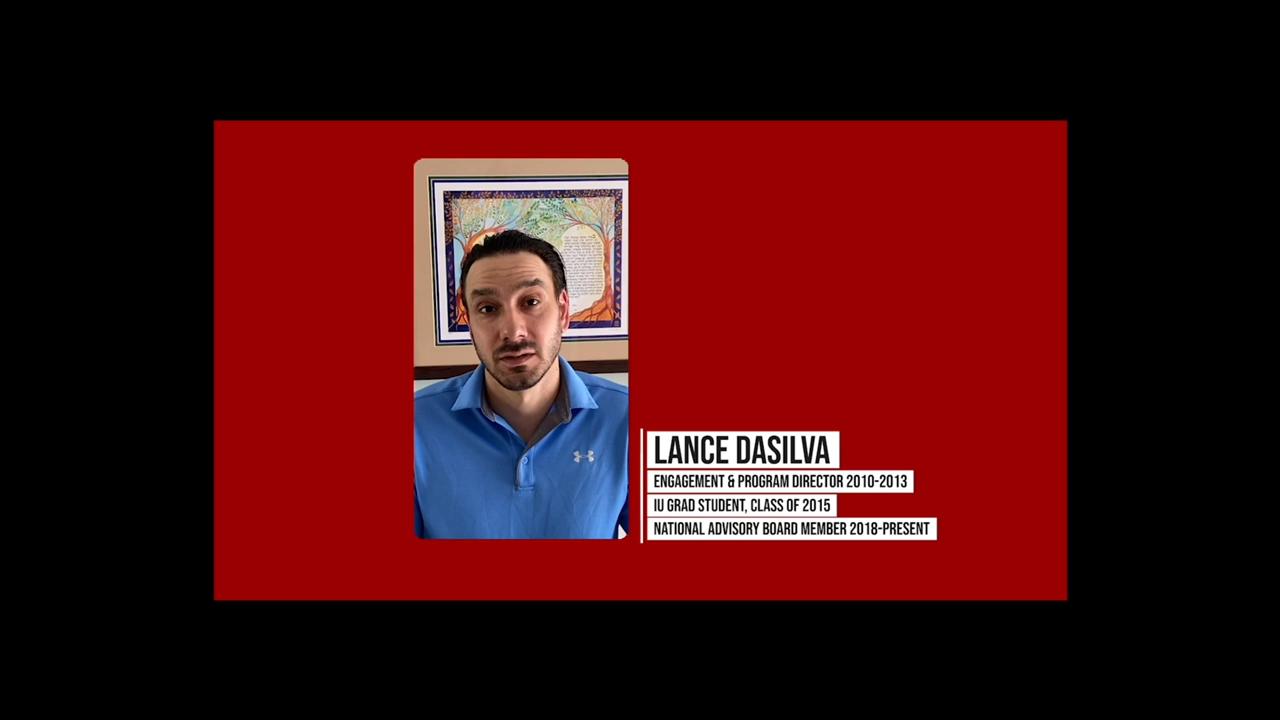 LANCE DASILVA
ENGAGEMENT & PROGRAM DIRECTOR 2010-2013
IU GRAD STUDENT, CLASS OF 2015
NATIONAL ADVISORY BOARD MEMBER 2018-PRESENT